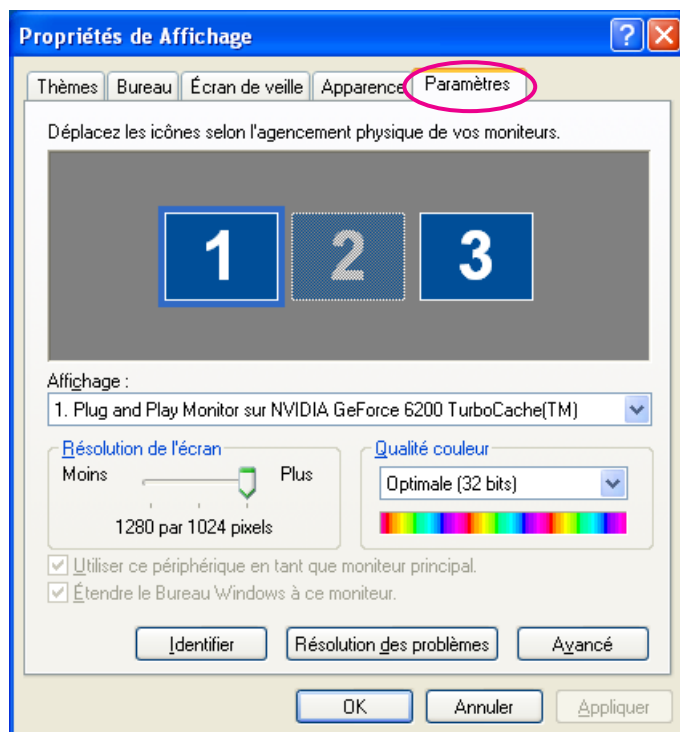 Propriétés de Affichage
Thèmes Bureau Écran de veille Apparence Paramètres
Déplacez les icônes selon l'agencement physique de vos moniteurs.
1 2 3
Affichage :
1. Plug and Play Monitor sur NVIDIA GeForce 6200 TurboCache(TM)
Résolution de l'écran
Moins Plus
1280 par 1024 pixels
Qualité couleur
Optimale (32 bits)
Utiliser ce périphérique en tant que moniteur principal.
Étendre le Bureau Windows à ce moniteur.
Identifier Résolution des problèmes Avancé
OK Annuler Appliquer